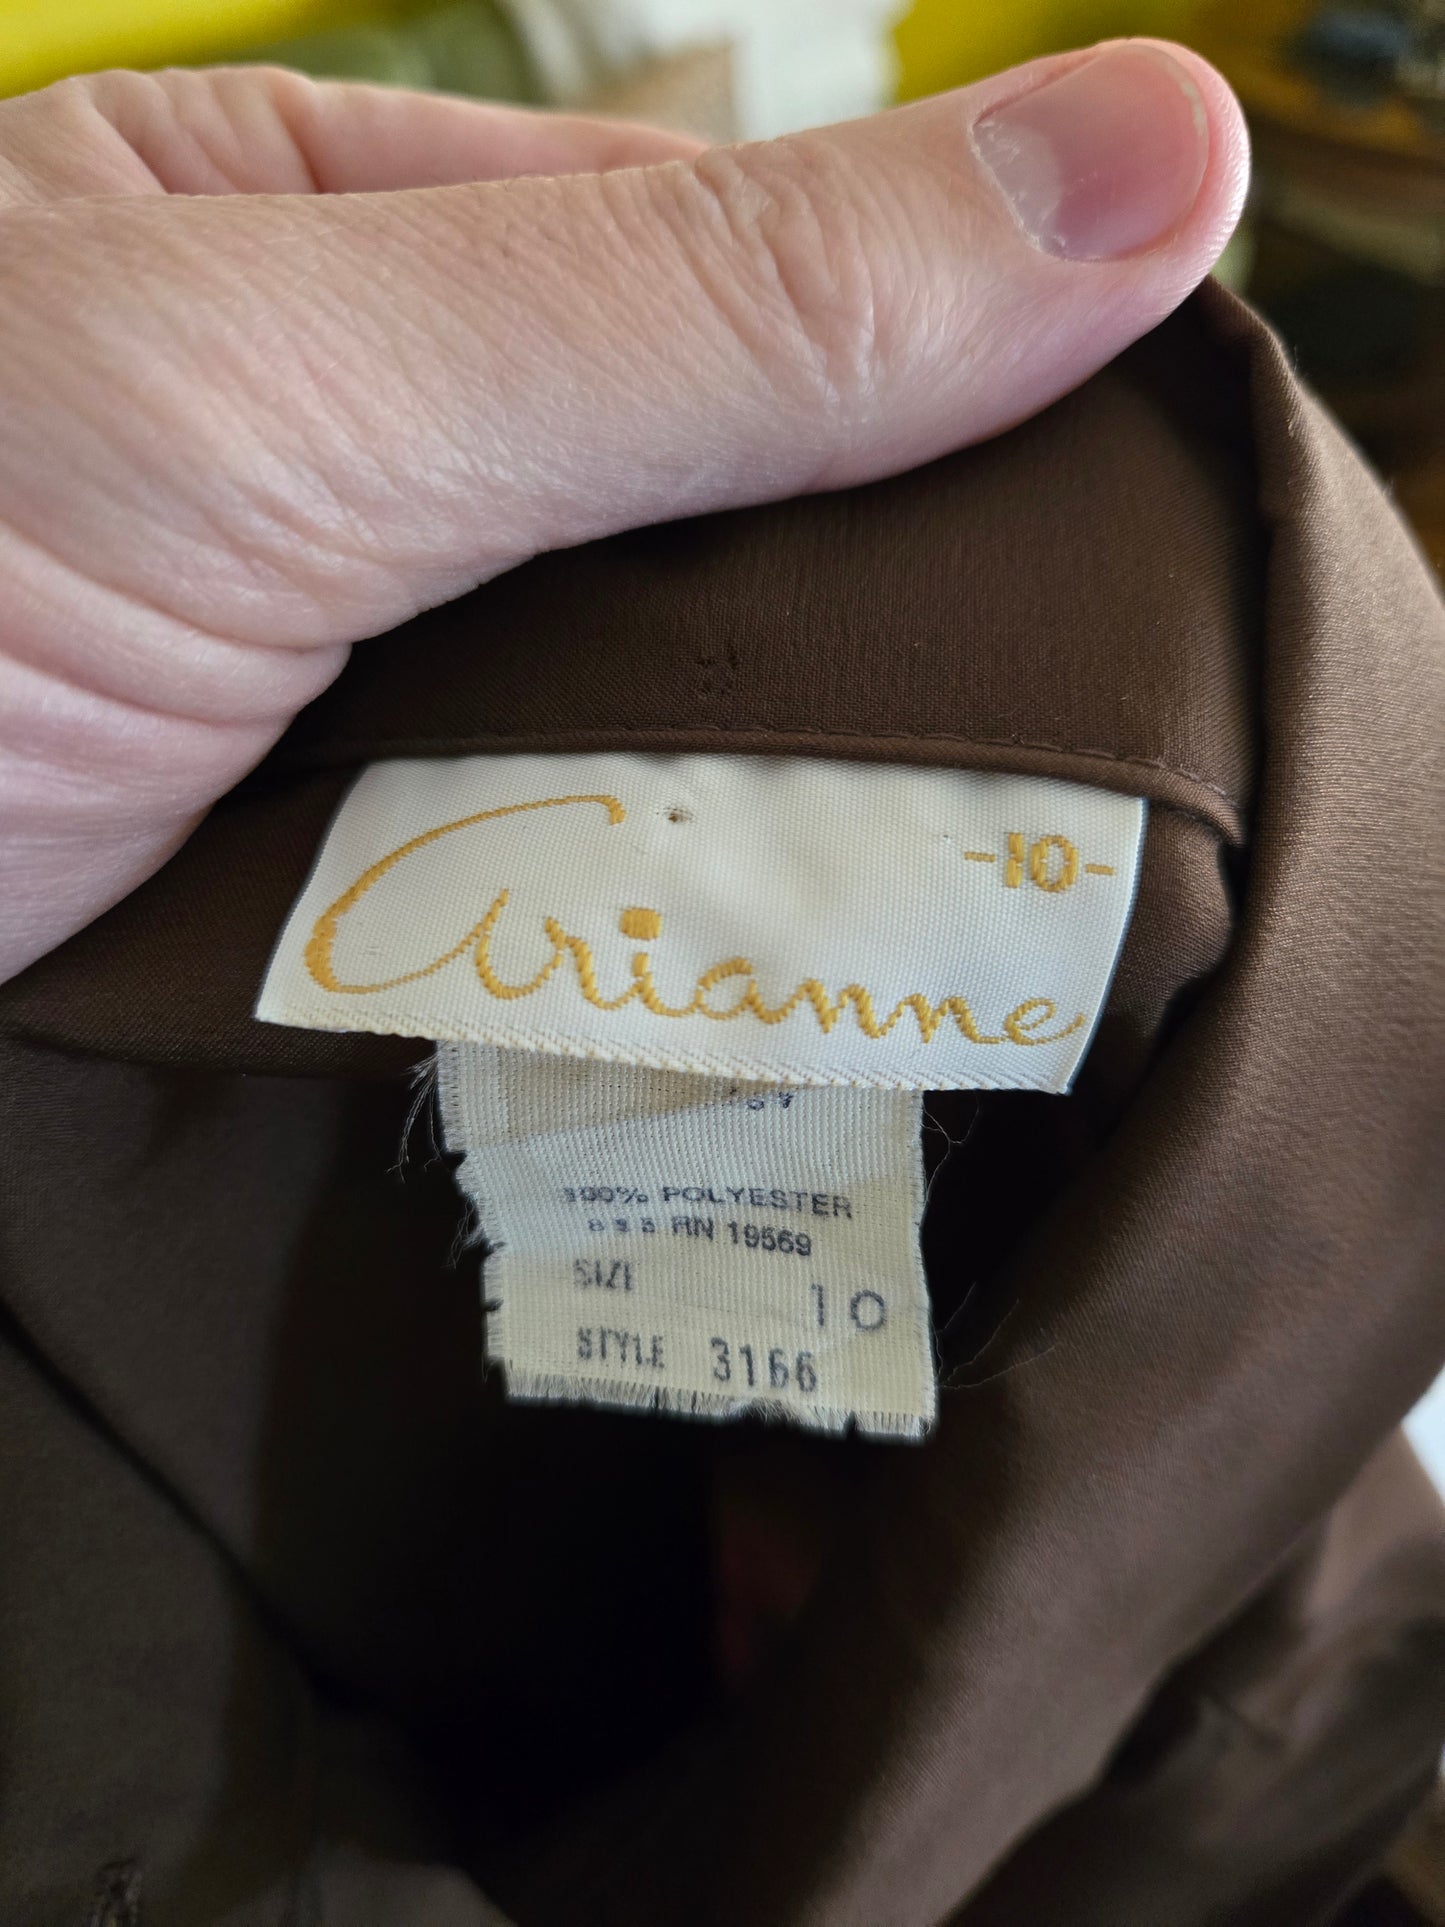 -10-
Arianne
100% POLYESTER
RN 19569
SIZE 10
STYLE 3166